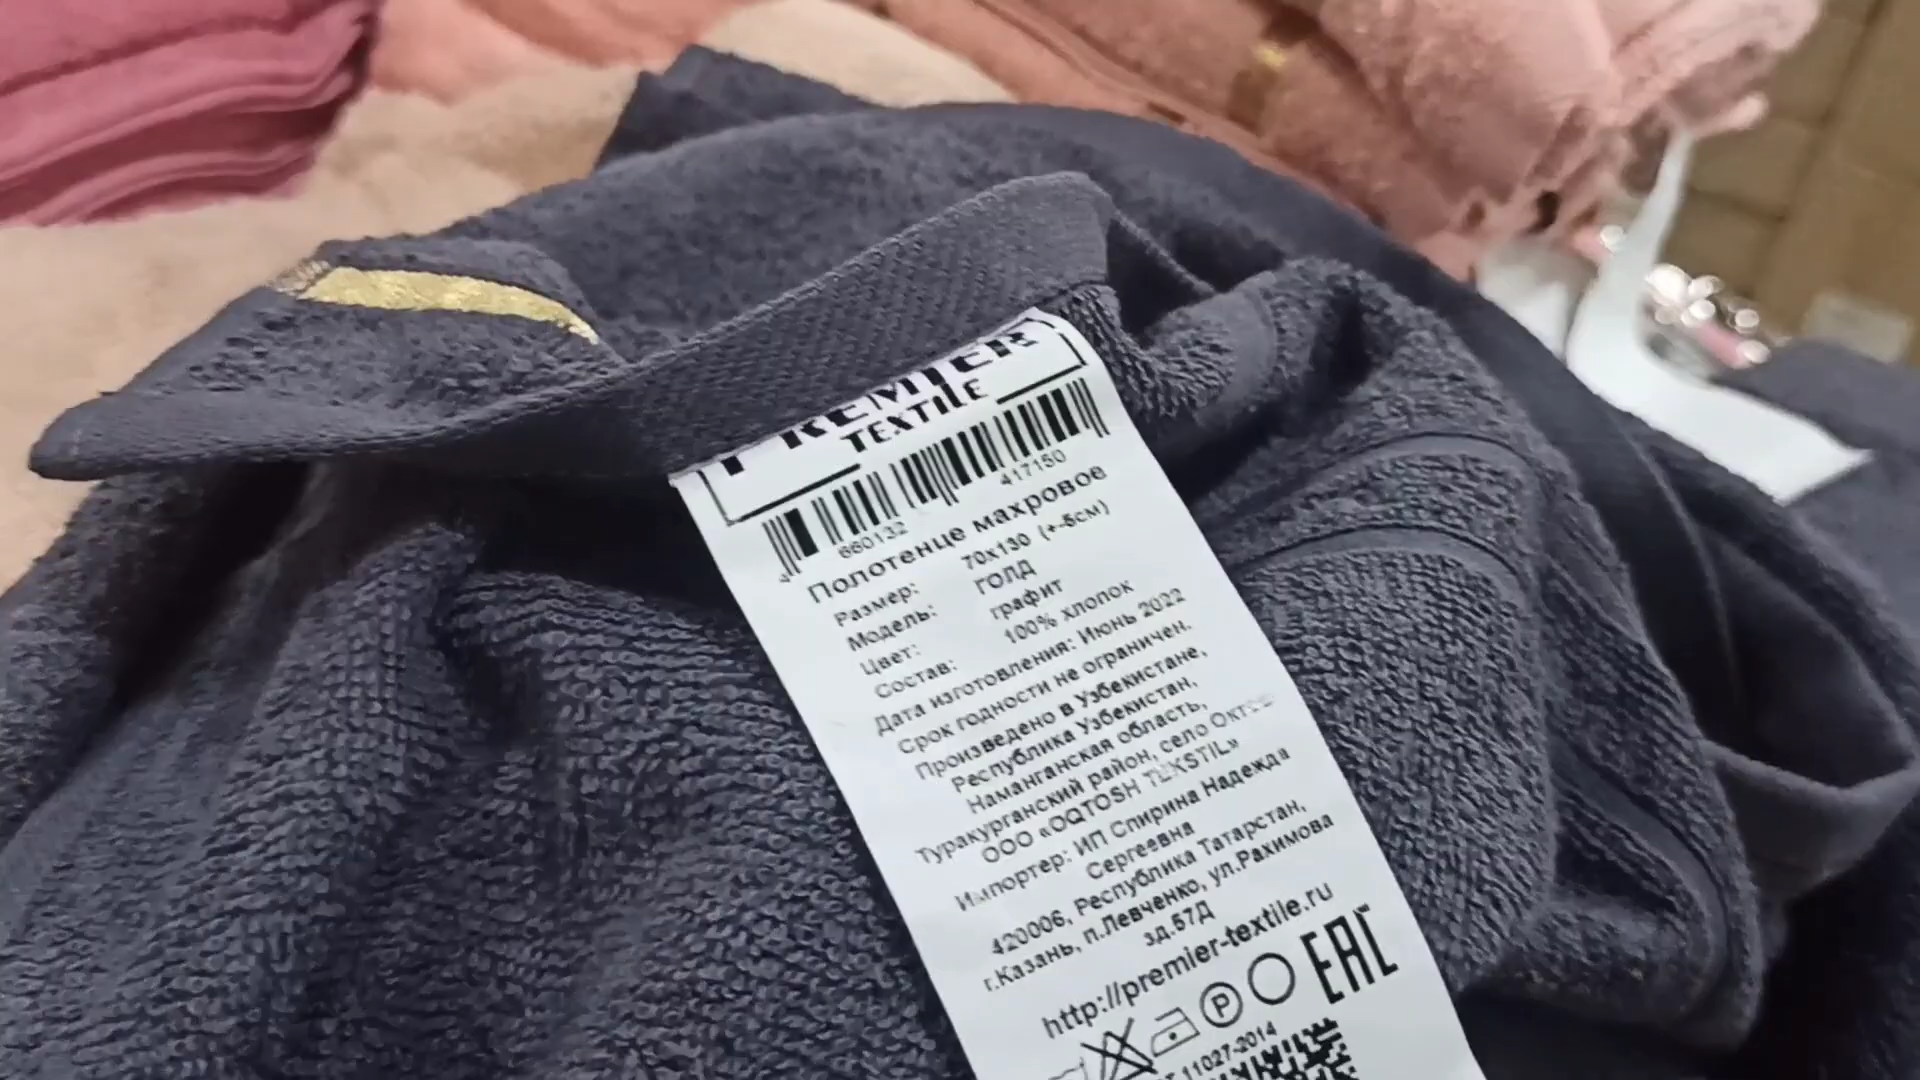 PREMIER
TEXTILE
4 660132 417150
Полотенце махровое
Размер: 70х130 (+-5см)
Модель: ГОЛД
Цвет: графит
Состав: 100% хлопок
Дата изготовления: Июнь 2022
Срок годности не ограничен.
Произведено в Узбекистане,
Республика Узбекистан,
Наманганская область,
Туракурганский район, село
ООО «OQTOSH TEKSTIL»
Импортер: ИП Спирина Надежда
Сергеевна
420006, Республика Татарстан,
г.Казань, п.Левченко, ул.Рахимова
зд.57Д
http://premier-textile.ru
P EAC
11027-2014